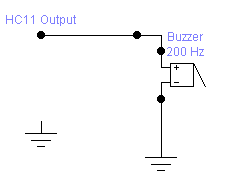 HC11 Output
Buzzer
200 Hz
+
-